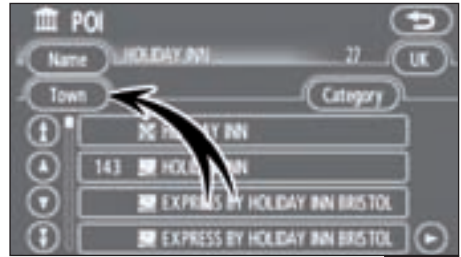 POI
Name HOLIDAY INN 27 UK
Town Category
INN
143
EXPRESS BY HOLIDAY INN BRISTOL
EXPRESS BY HOLIDAY INN BRISTOL